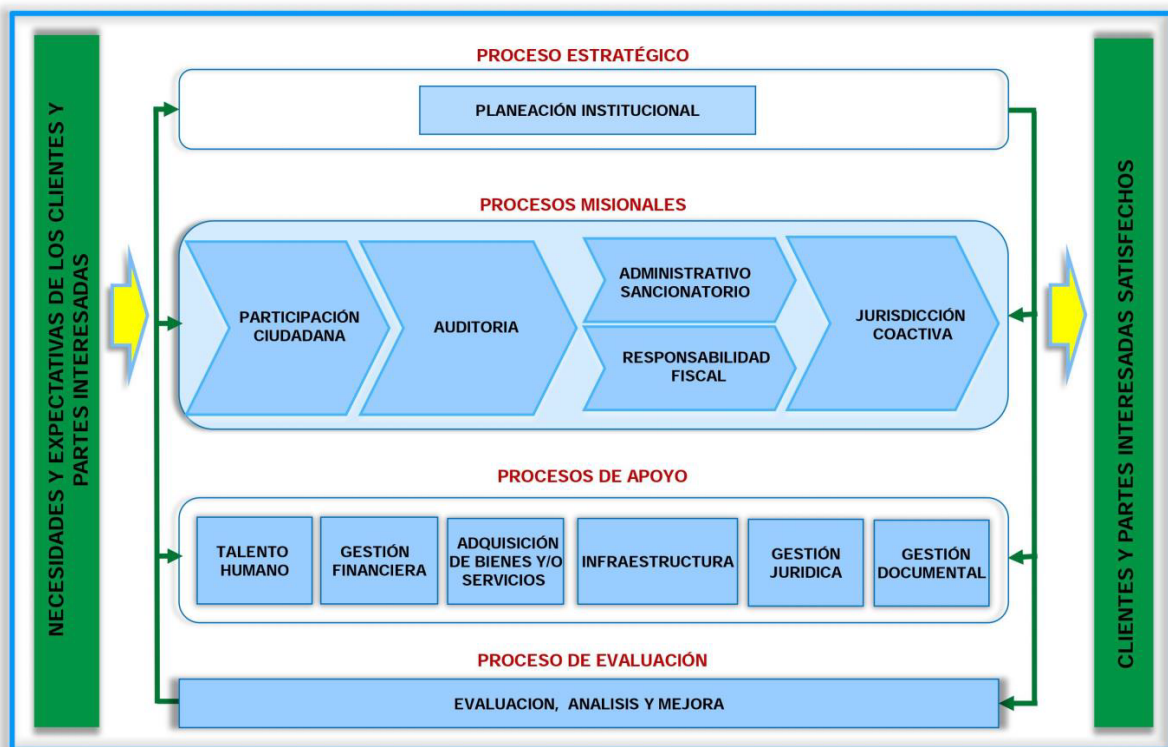 NECESIDADES Y EXPECTATIVAS DE LOS CLIENTES Y
PARTES INTERESADAS
PROCESO ESTRATÉGICO
PLANEACIÓN INSTITUCIONAL
PROCESOS MISIONALES
PARTICIPACIÓN
CIUDADANA
AUDITORIA
ADMINISTRATIVO
SANCIONATORIO
RESPONSABILIDAD
FISCAL
JURISDICCIÓN
COACTIVA
PROCESOS DE APOYO
TALENTO
HUMANO
GESTIÓN
FINANCIERA
ADQUISICIÓN
DE BIENES Y/O
SERVICIOS
INFRAESTRUCTURA
GESTIÓN
JURIDICA
GESTIÓN
DOCUMENTAL
PROCESO DE EVALUACIÓN
EVALUACION, ANALISIS Y MEJORA
CLIENTES Y PARTES INTERESADAS SATISFECHOS